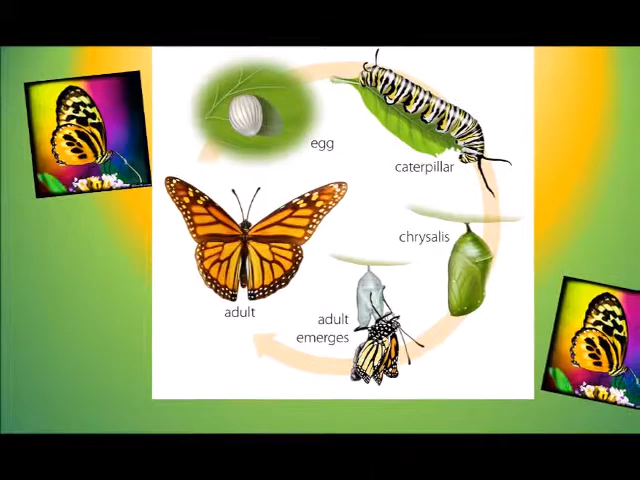 egg
caterpillar
chrysalis
adult
emerges
adult